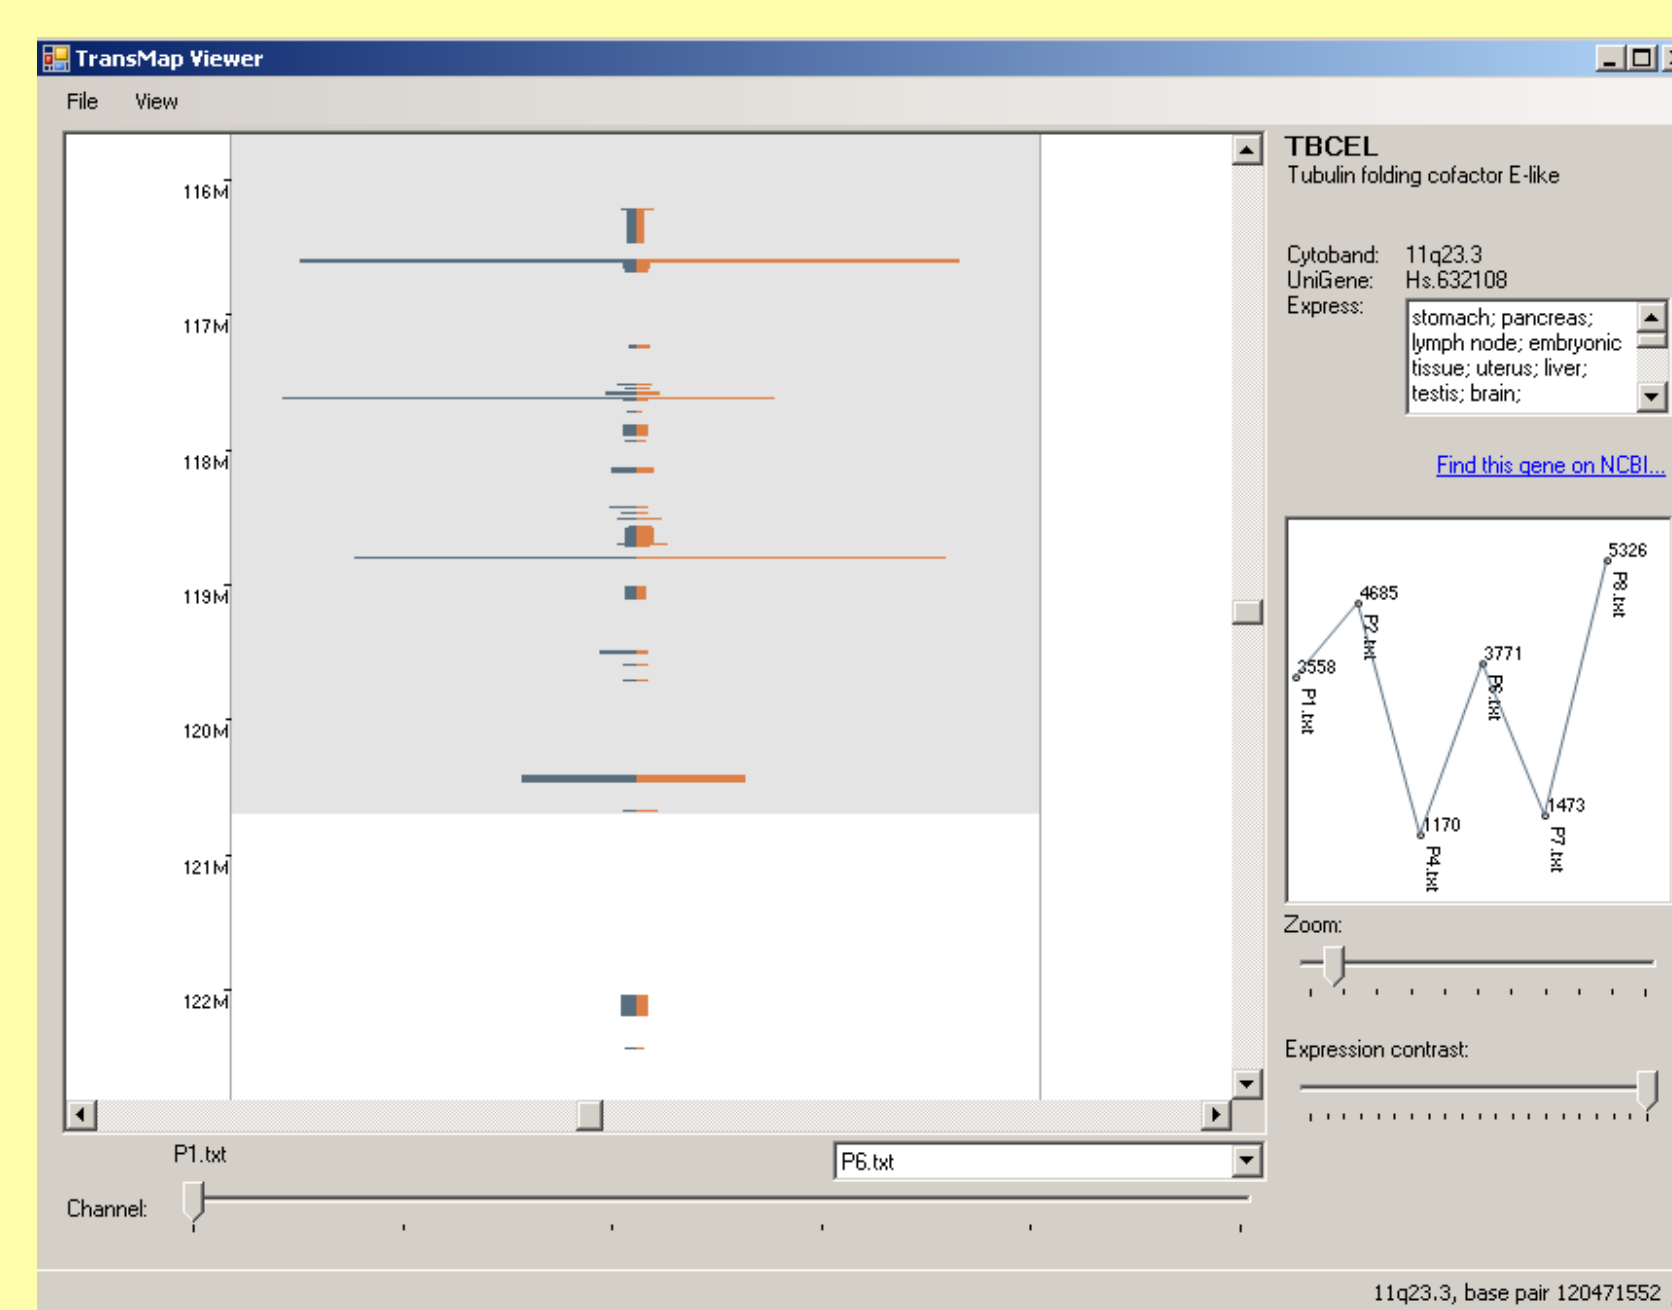 TransMap Viewer
File View
116M
117M
118M
119M
120M
121M
122M
TBCEL
Tubulin folding cofactor E-like
Cytoband: 11q23.3
UniGene: Hs.632108
Express:
stomach; pancreas;
lymph node; embryonic
tissue; uterus; liver;
testis; brain;
Find this gene on NCBI...
3558
P1.txt
4685
P2.txt
1170
P4.txt
3771
P6.txt
1473
P7.txt
5326
P8.txt
Zoom:
Expression contrast:
P1.txt
P6.txt
Channel:
11q23.3, base pair 120471552